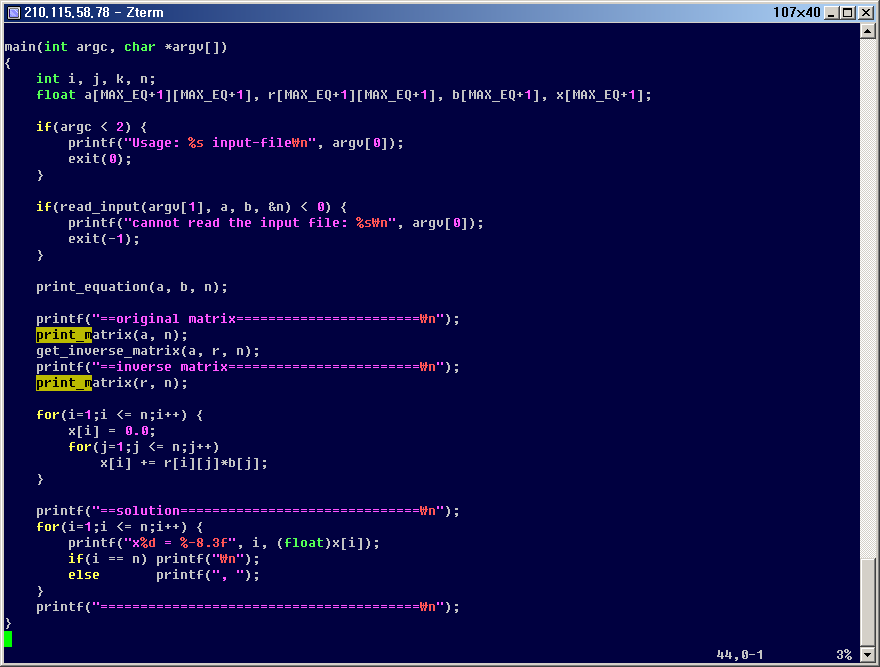 210,115,58,78 - Zterm 107×40
main(int argc, char *argv[])
{
    int i, j, k, n;
    float a[MAX_EQ+1][MAX_EQ+1], r[MAX_EQ+1][MAX_EQ+1], b[MAX_EQ+1], x[MAX_EQ+1];
    if(argc < 2) {
        printf("Usage: %s input-file₩n", argv[0]);
        exit(0);
    }
    if(read_input(argv[1], a, b, &n) < 0) {
        printf("cannot read the input file: %s₩n", argv[0]);
        exit(-1);
    }
    print_equation(a, b, n);
    printf("==original matrix=======================₩n");
    print_matrix(a, n);
    get_inverse_matrix(a, r, n);
    printf("==inverse matrix========================₩n");
    print_matrix(r, n);
    for(i=1;i <= n;i++) {
        x[i] = 0.0;
        for(j=1;j <= n;j++)
            x[i] += r[i][j]*b[j];
    }
    printf("==solution==============================₩n");
    for(i=1;i <= n;i++) {
        printf("x%d = %-8.3f", i, (float)x[i]);
        if(i == n) printf("₩n");
        else       printf(", ");
    }
    printf("========================================₩n");
}
44,0-1 3%